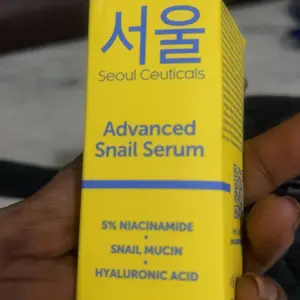 서울
Seoul Ceuticals
Advanced
Snail Serum
5% NIACINAMIDE
•
SNAIL MUCIN
•
HYALURONIC ACID